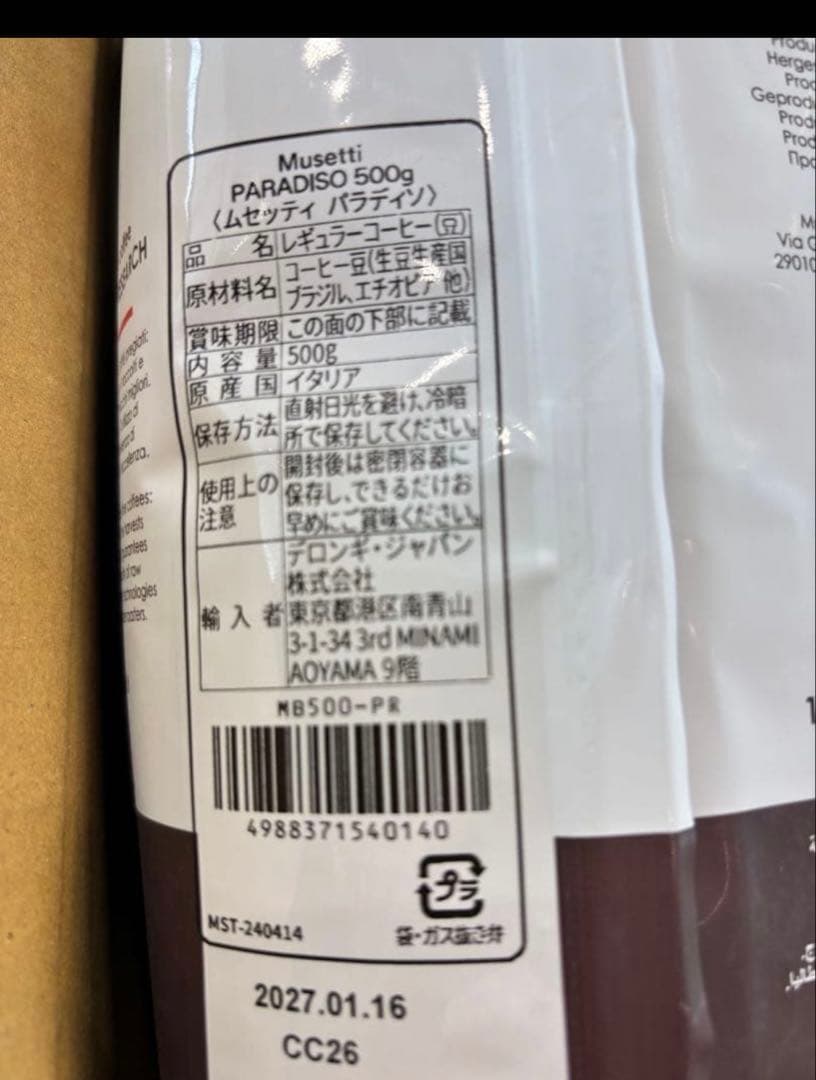 Musetti
PARADISO 500g
〈ムセッティ パラディソ〉
品 名 レギュラーコーヒー(豆)
原材料名 コーヒー豆(生豆生産国
ブラジル、エチオピア 他)
賞味期限 この面の下部に記載
内 容 量 500g
原 産 国 イタリア
保存方法 直射日光を避け、冷暗
所で保存してください。
使用上の注意 開封後は密閉容器に
保存し、できるだけお
早めにご賞味ください。
輸 入 者 デロンギ・ジャパン
株式会社
東京都港区南青山
3-1-34 3rd MINAMI
AOYAMA 9階
MB500-PR
4988371540140
プラ
MST-240414
袋・ガス抜き弁
2027.01.16
CC26
Via